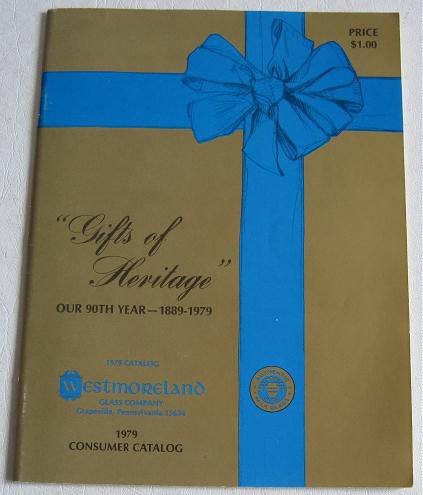 PRICE
$1.00
"Gifts of
Heritage"
OUR 90TH YEAR—1889-1979
1979 CATALOG
Westmoreland
GLASS COMPANY
Grapeville, Pennsylvania 15634
1979
CONSUMER CATALOG